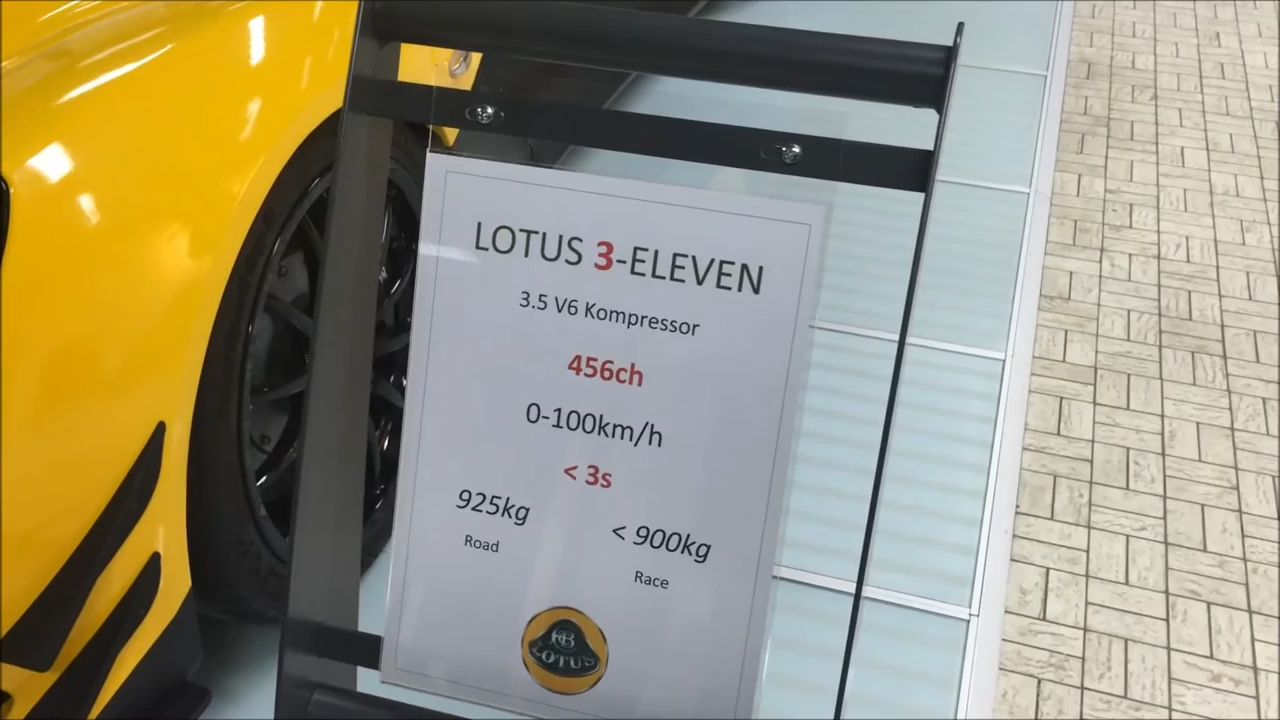 LOTUS 3-ELEVEN
3.5 V6 Kompressor
456ch
0-100km/h
< 3s
925kg < 900kg
Road Race
LOTUS